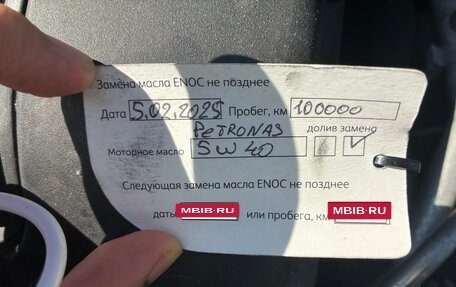 Замена масла ENOC не позднее
Дата 5.02.2025 Пробег, км 100000
PETRONAS долив замена
Моторное масло 5W40
Следующая замена масла ENOC не позднее
даты MBIB.RU или пробега, км MBIB.RU